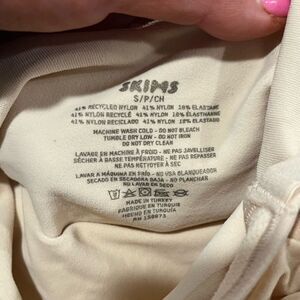 SKIMS
S/P/CH
41% RECYCLED NYLON 41% NYLON 18% ELASTANE
41% NYLON RECYCLÉ 41% NYLON 18% ÉLASTHANNE
41% NYLON RECICLADO 41% NYLON 18% ELASTANO
MACHINE WASH COLD - DO NOT BLEACH
TUMBLE DRY LOW - DO NOT IRON
DO NOT DRY CLEAN
LAVAGE EN MACHINE À FROID - NE PAS JAVELLISER
SÉCHER À BASSE TEMPÉRATURE - NE PAS REPASSER
NE PAS NETTOYER À SEC
LAVAR A MÁQUINA EN FRÍO - NO USA BLANQUEADOR
SECADO EN SECADORA BAJA - NO PLANCHAR
NO LAVAR EN SECO
MADE IN TURKEY
FABRIQUÉ EN TURQUIE
HECHO EN TURQUÍA
RN